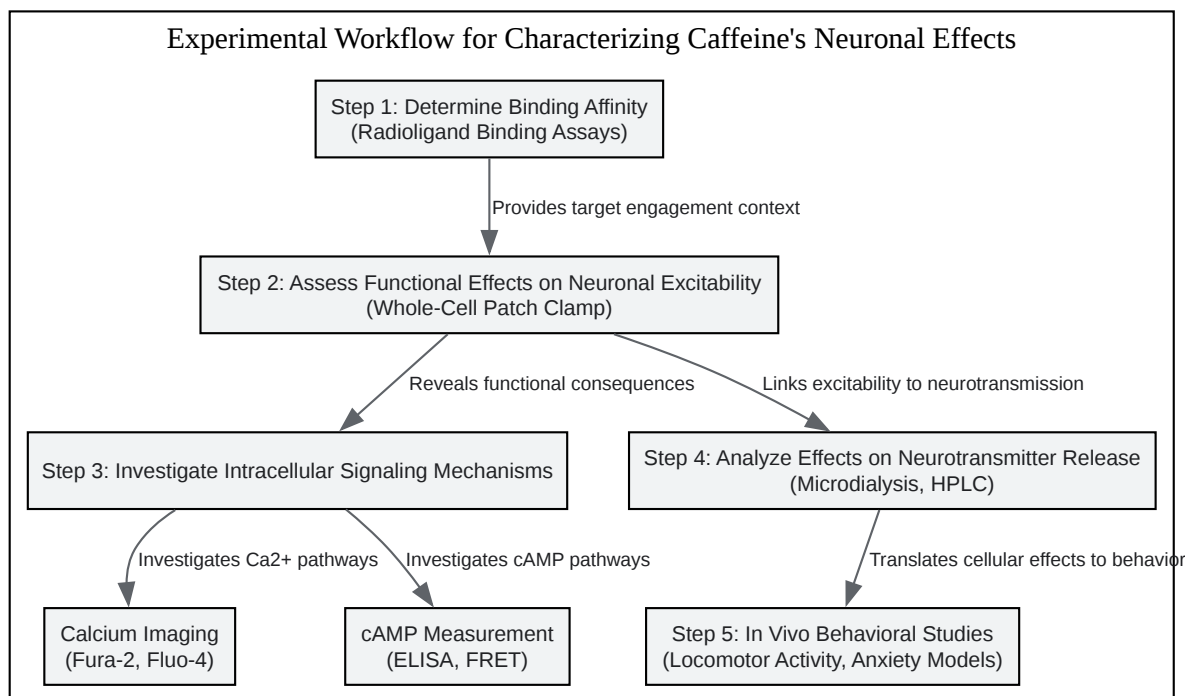 Experimental Workflow for Characterizing Caffeine's Neuronal Effects
Step 1: Determine Binding Affinity
(Radioligand Binding Assays)
Provides target engagement context
Step 2: Assess Functional Effects on Neuronal Excitability
(Whole-Cell Patch Clamp)
Reveals functional consequences
Links excitability to neurotransmission
Step 3: Investigate Intracellular Signaling Mechanisms
Step 4: Analyze Effects on Neurotransmitter Release
(Microdialysis, HPLC)
Investigates Ca2+ pathways
Investigates cAMP pathways
Translates cellular effects to behavior
Calcium Imaging
(Fura-2, Fluo-4)
cAMP Measurement
(ELISA, FRET)
Step 5: In Vivo Behavioral Studies
(Locomotor Activity, Anxiety Models)